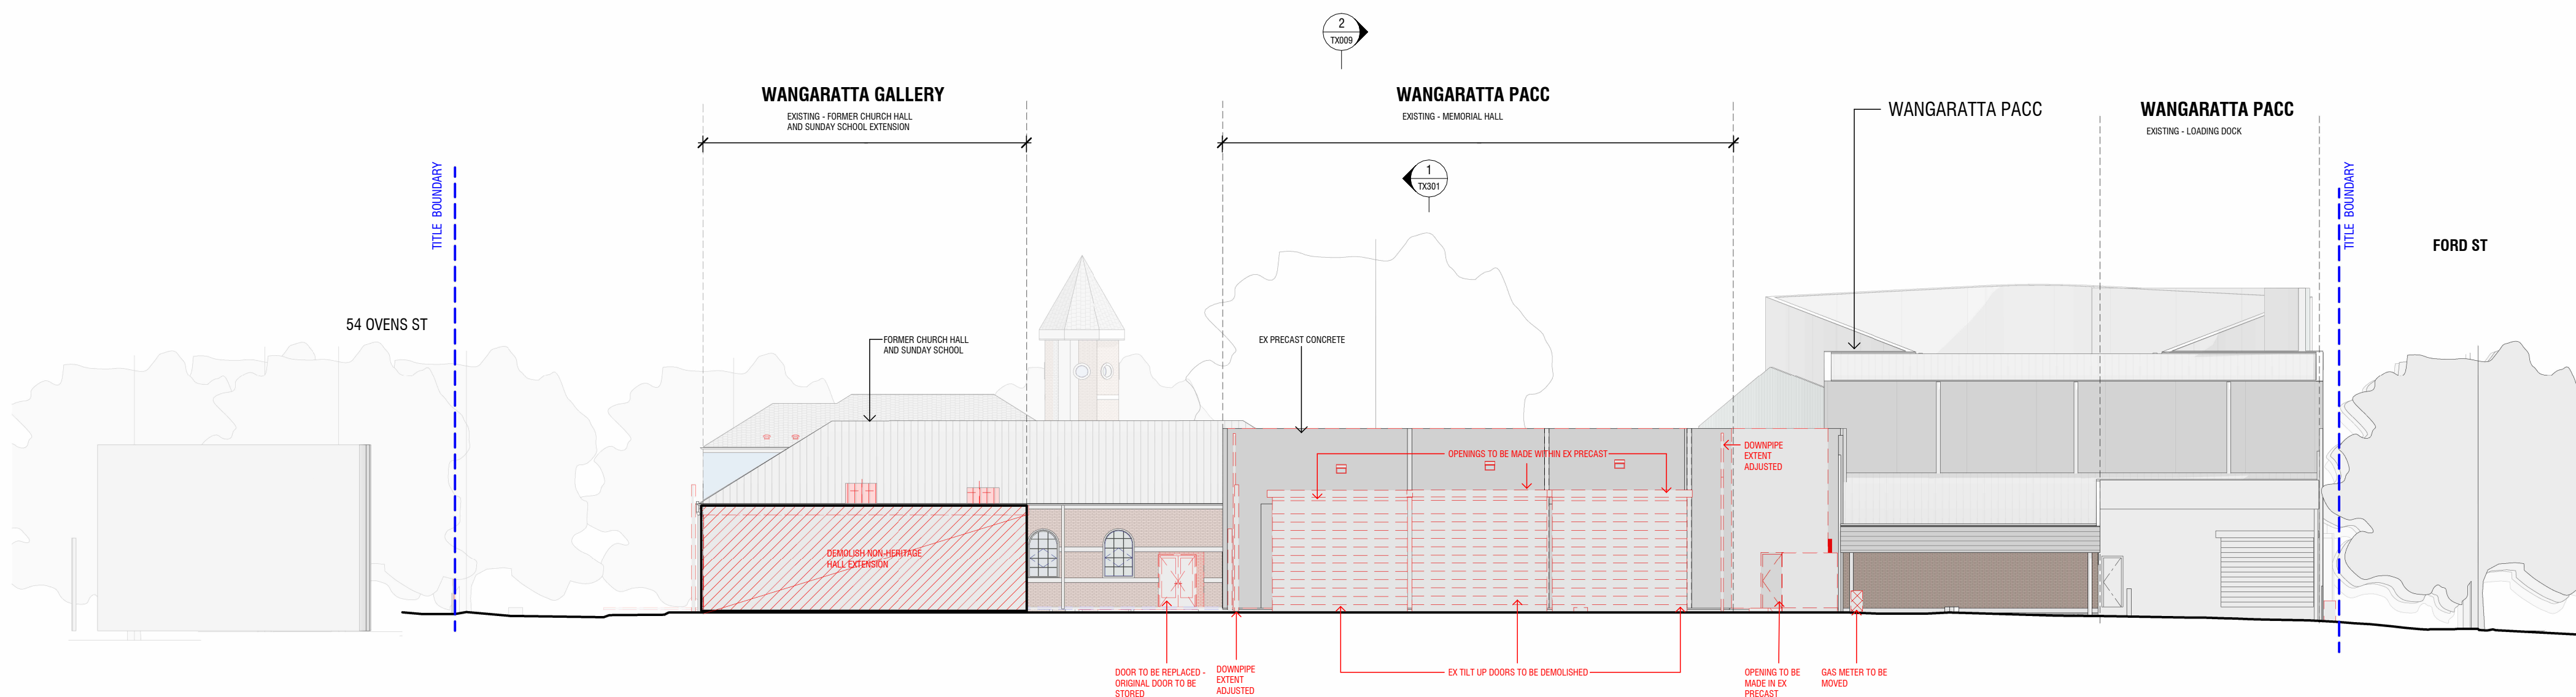 2
TX009
WANGARATTA GALLERY
EXISTING - FORMER CHURCH HALL
AND SUNDAY SCHOOL EXTENSION
WANGARATTA PACC
EXISTING - MEMORIAL HALL
WANGARATTA PACC
WANGARATTA PACC
EXISTING - LOADING DOCK
1
TX301
TITLE BOUNDARY
TITLE BOUNDARY
FORD ST
54 OVENS ST
FORMER CHURCH HALL
AND SUNDAY SCHOOL
EX PRECAST CONCRETE
OPENINGS TO BE MADE WITHIN EX PRECAST
DOWNPIPE
EXTENT
ADJUSTED
DEMOLISH NON-HERITAGE
HALL EXTENSION
DOOR TO BE REPLACED -
ORIGINAL DOOR TO BE
STORED
DOWNPIPE
EXTENT
ADJUSTED
EX TILT UP DOORS TO BE DEMOLISHED
OPENING TO BE
MADE IN EX
PRECAST
GAS METER TO BE
MOVED